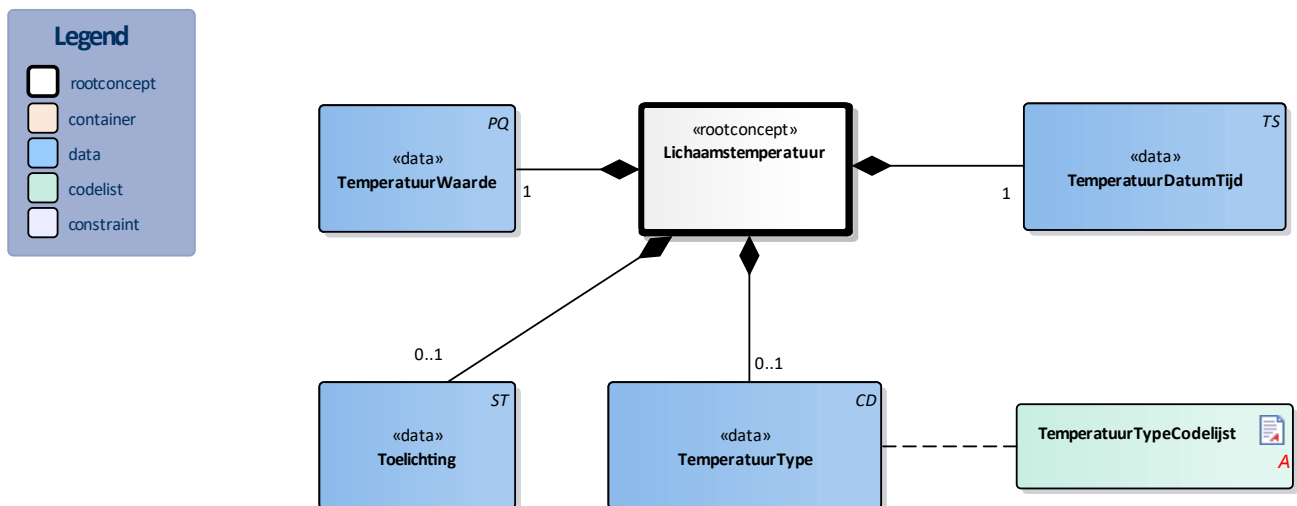 Legend
rootconcept
container
data
codelist
constraint
PQ
«data»
TemperatuurWaarde
1
«rootconcept»
Lichaamstemperatuur
TS
«data»
TemperatuurDatumTijd
1
0..1
0..1
ST
«data»
Toelichting
CD
«data»
TemperatuurType
TemperatuurTypeCodelijst
A